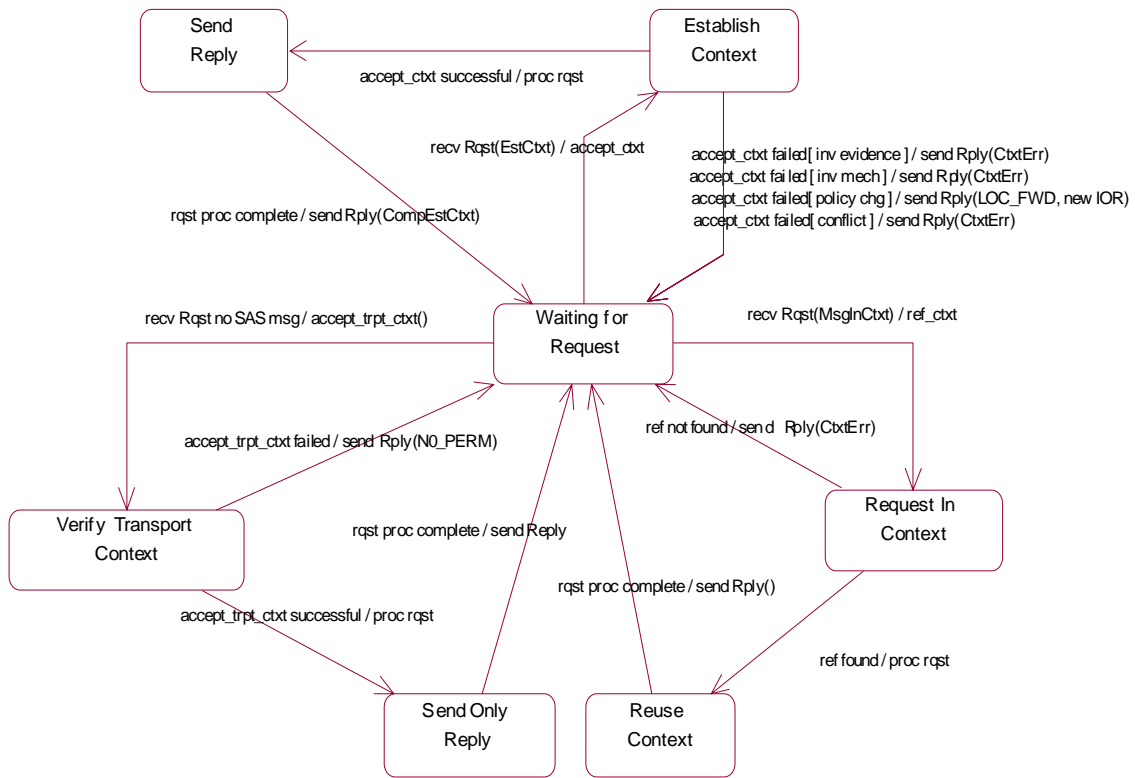 Send
Reply
Establish
Context
accept_ctxt successful / proc rqst
recv Rqst(EstCtxt) / accept_ctxt
accept_ctxt failed[ inv evidence ] / send Rply(CtxtErr)
accept_ctxt failed[ inv mech ] / send Rply(CtxtErr)
accept_ctxt failed[ policy chg ] / send Rply(LOC_FWD, new IOR)
accept_ctxt failed[ conflict ] / send Rply(CtxtErr)
rqst proc complete / send Rply(CompEstCtxt)
recv Rqst no SAS msg / accept_trpt_ctxt()
Waiting for
Request
recv Rqst(MsgInCtxt) / ref_ctxt
accept_trpt_ctxt failed / send Rply(N0_PERM)
ref not found / send Rply(CtxtErr)
Verify Transport
Context
rqst proc complete / send Reply
Request In
Context
rqst proc complete / send Rply()
accept_trpt_ctxt successful / proc rqst
ref found / proc rqst
Send Only
Reply
Reuse
Context